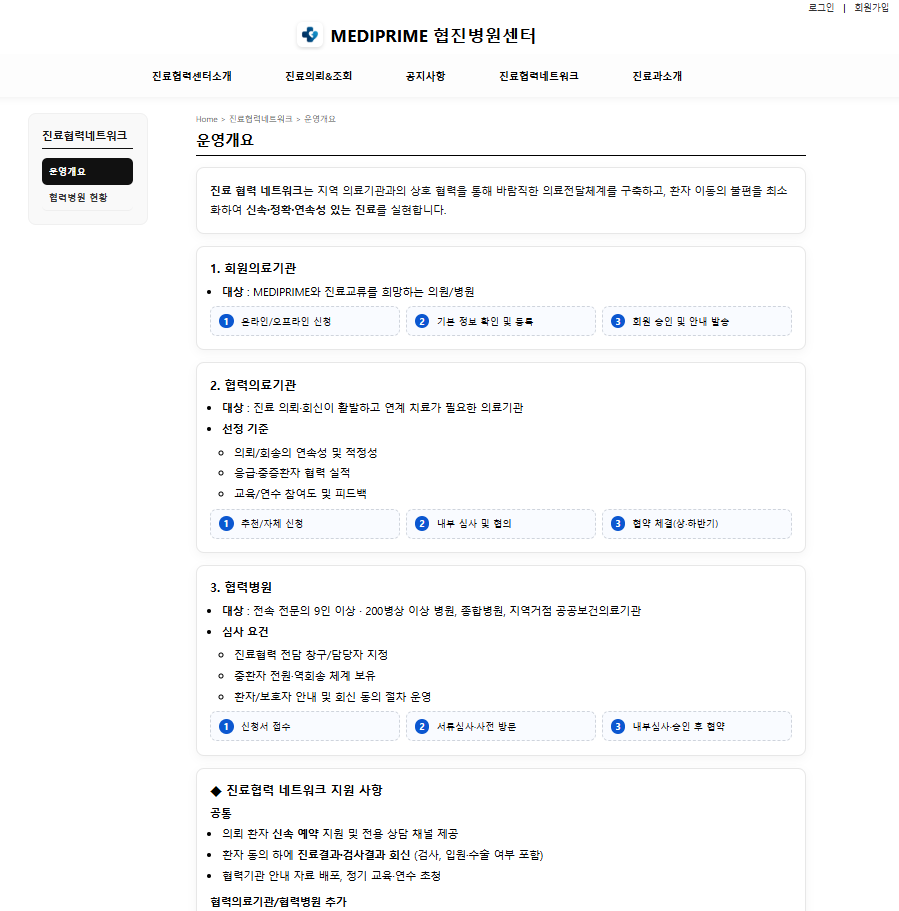 로그인 | 회원가입
MEDIPRIME 협진병원센터
진료협력센터소개 진료의뢰&조회 공지사항 진료협력네트워크 진료과소개
진료협력네트워크
운영개요
협력병원 현황
Home > 진료협력네트워크 > 운영개요
운영개요
진료 협력 네트워크는 지역 의료기관과의 상호 협력을 통해 바람직한 의료전달체계를 구축하고, 환자 이동의 불편을 최소
화하여 신속·정확·연속성 있는 진료를 실현합니다.
1. 회원의료기관
• 대상 : MEDIPRIME와 진료교류를 희망하는 의원/병원
1 온라인/오프라인 신청 2 기본 정보 확인 및 등록 3 회원 승인 및 안내 발송
2. 협력의료기관
• 대상 : 진료 의뢰·회신이 활발하고 연계 치료가 필요한 의료기관
• 선정 기준
◦ 의뢰/회송의 연속성 및 적정성
◦ 응급·중증환자 협력 실적
◦ 교육/연수 참여도 및 피드백
1 추천/자체 신청 2 내부 심사 및 협의 3 협약 체결(상·하반기)
3. 협력병원
• 대상 : 전속 전문의 9인 이상 · 200병상 이상 병원, 종합병원, 지역거점 공공보건의료기관
• 심사 요건
◦ 진료협력 전담 창구/담당자 지정
◦ 중환자 전원·역회송 체계 보유
◦ 환자/보호자 안내 및 회신 동의 절차 운영
1 신청서 접수 2 서류심사·사전 방문 3 내부심사·승인 후 협약
◆ 진료협력 네트워크 지원 사항
공통
• 의뢰 환자 신속 예약 지원 및 전용 상담 채널 제공
• 환자 동의 하에 진료결과·검사결과 회신 (검사, 입원·수술 여부 포함)
• 협력기관 안내 자료 배포, 정기 교육·연수 초청
협력의료기관/협력병원 추가